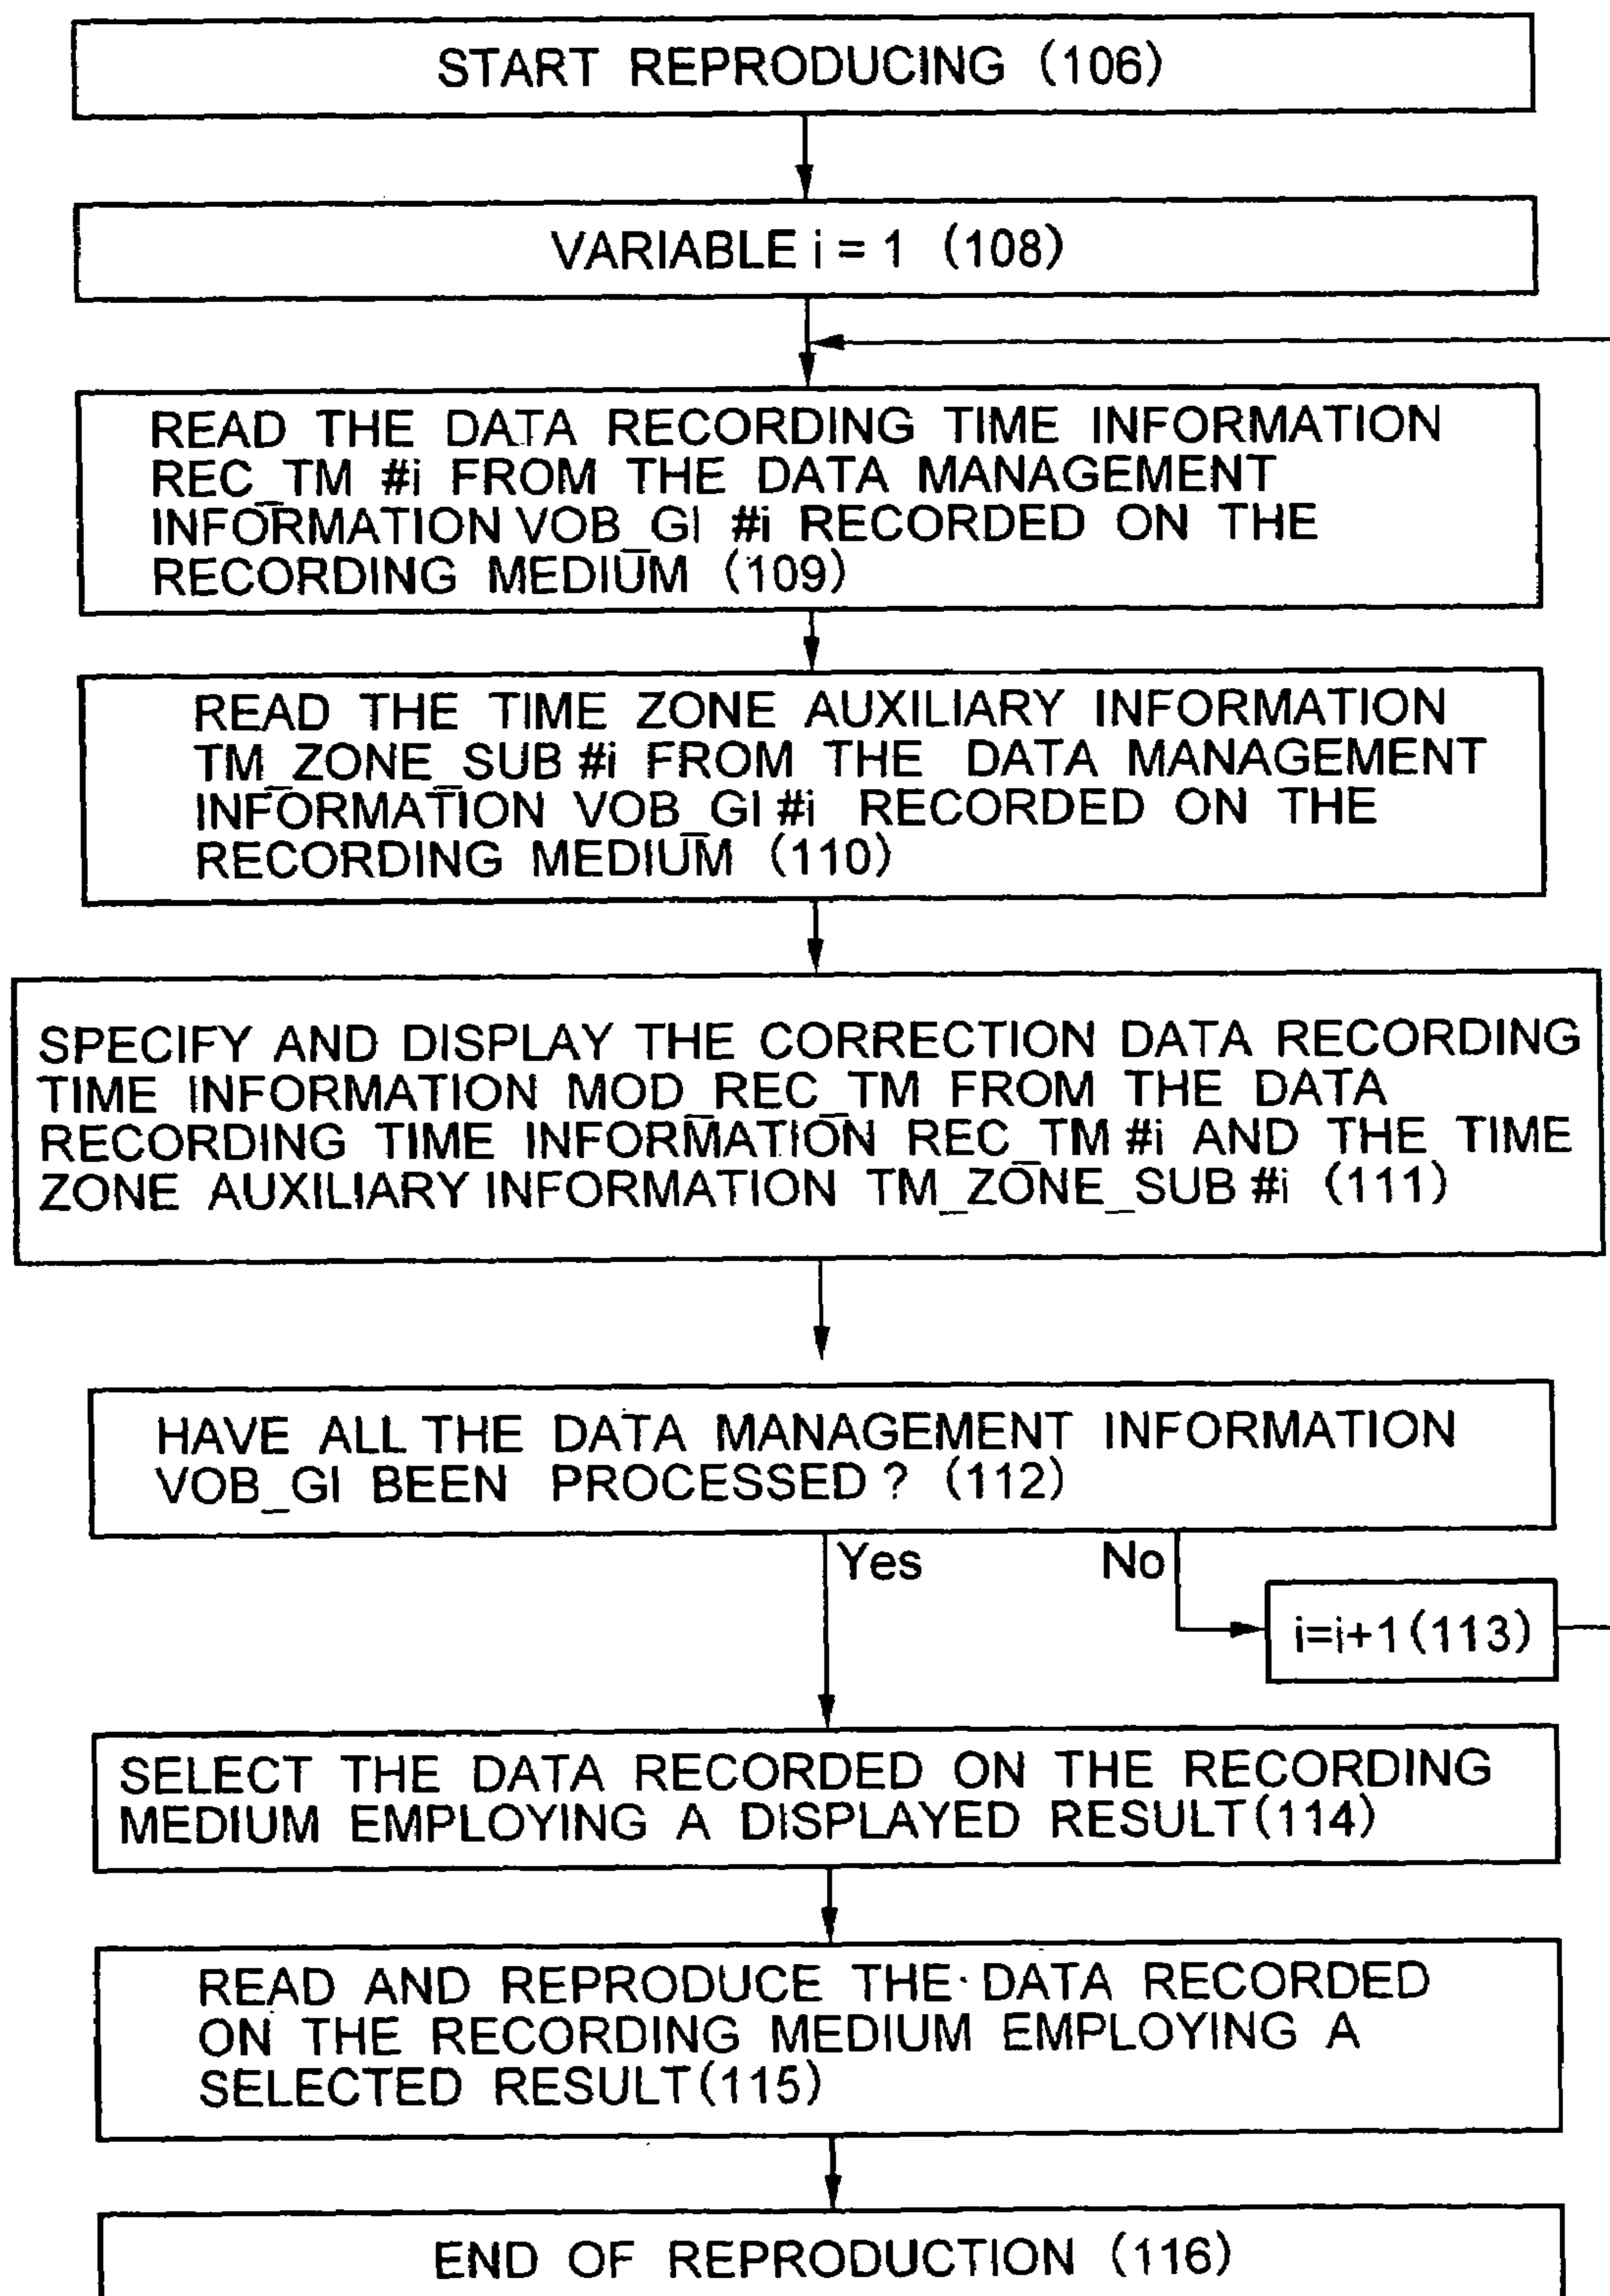 START REPRODUCING (106)
VARIABLE i = 1 (108)
READ THE DATA RECORDING TIME INFORMATION
REC_TM #i FROM THE DATA MANAGEMENT
INFORMATION VOB_GI #i RECORDED ON THE
RECORDING MEDIUM (109)
READ THE TIME ZONE AUXILIARY INFORMATION
TM_ZONE_SUB #i FROM THE DATA MANAGEMENT
INFORMATION VOB_GI #i RECORDED ON THE
RECORDING MEDIUM (110)
SPECIFY AND DISPLAY THE CORRECTION DATA RECORDING
TIME INFORMATION MOD_REC_TM FROM THE DATA
RECORDING TIME INFORMATION REC_TM #i AND THE TIME
ZONE AUXILIARY INFORMATION TM_ZONE_SUB #i (111)
HAVE ALL THE DATA MANAGEMENT INFORMATION
VOB_GI BEEN PROCESSED ? (112)
Yes No
i=i+1(113)
SELECT THE DATA RECORDED ON THE RECORDING
MEDIUM EMPLOYING A DISPLAYED RESULT(114)
READ AND REPRODUCE THE DATA RECORDED
ON THE RECORDING MEDIUM EMPLOYING A
SELECTED RESULT(115)
END OF REPRODUCTION (116)